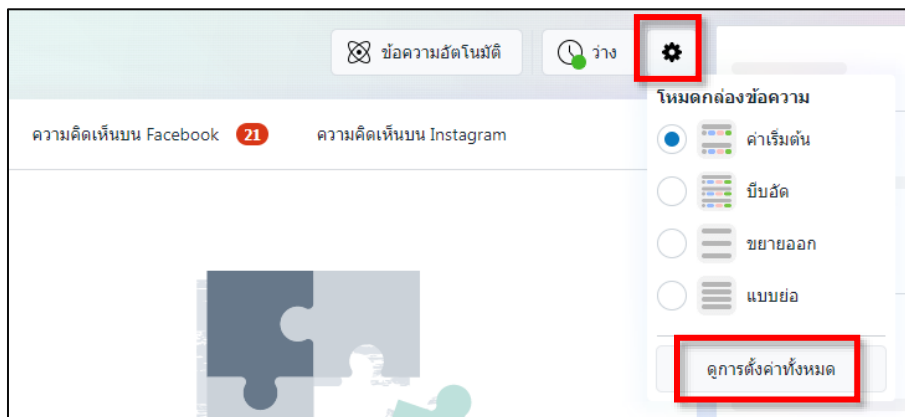 ข้อความอัตโนมัติ
ว่าง
โหมดกล่องข้อความ
ความคิดเห็นบน Facebook 21
ความคิดเห็นบน Instagram
ค่าเริ่มต้น
บีบอัด
ขยายออก
แบบย่อ
ดูการตั้งค่าทั้งหมด